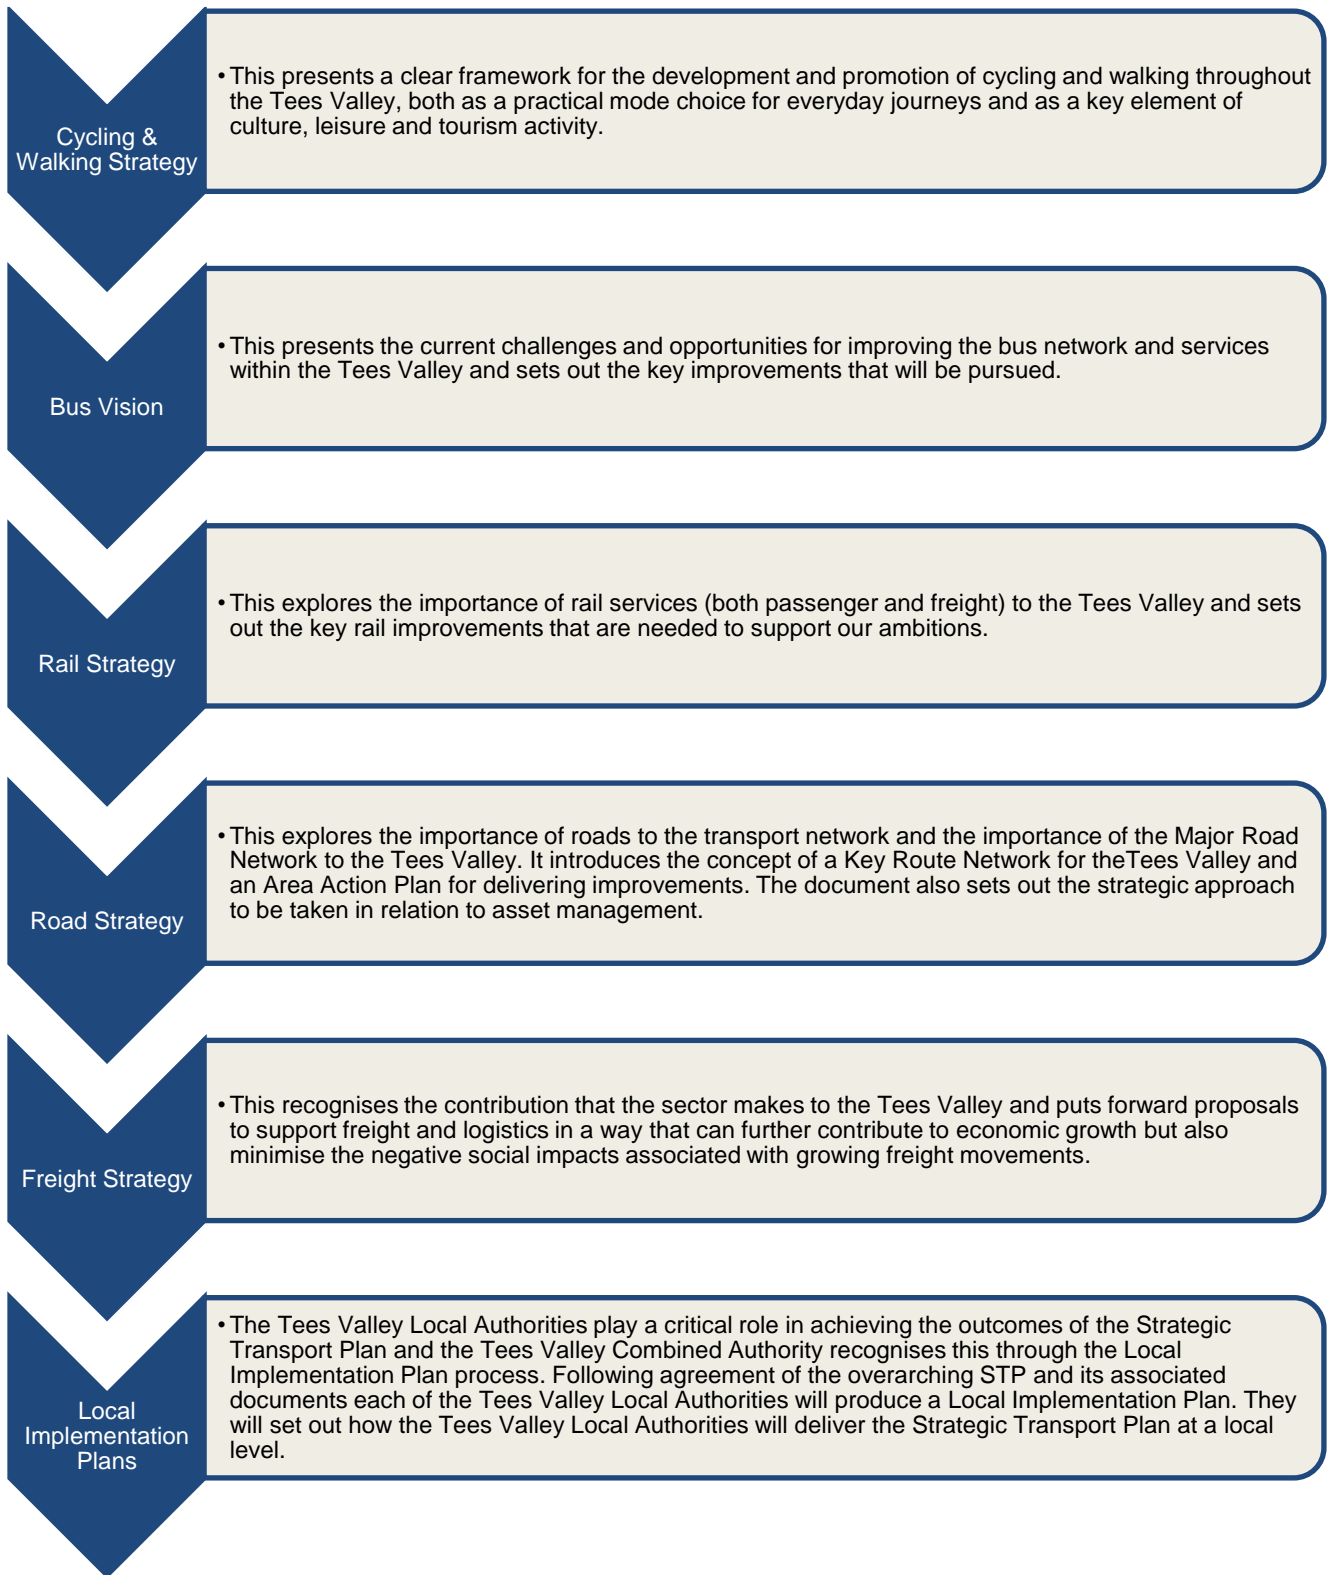 Cycling &
Walking Strategy
• This presents a clear framework for the development and promotion of cycling and walking throughout
the Tees Valley, both as a practical mode choice for everyday journeys and as a key element of
culture, leisure and tourism activity.
Bus Vision
• This presents the current challenges and opportunities for improving the bus network and services
within the Tees Valley and sets out the key improvements that will be pursued.
Rail Strategy
• This explores the importance of rail services (both passenger and freight) to the Tees Valley and sets
out the key rail improvements that are needed to support our ambitions.
Road Strategy
• This explores the importance of roads to the transport network and the importance of the Major Road
Network to the Tees Valley. It introduces the concept of a Key Route Network for theTees Valley and
an Area Action Plan for delivering improvements. The document also sets out the strategic approach
to be taken in relation to asset management.
Freight Strategy
• This recognises the contribution that the sector makes to the Tees Valley and puts forward proposals
to support freight and logistics in a way that can further contribute to economic growth but also
minimise the negative social impacts associated with growing freight movements.
Local
Implementation
Plans
• The Tees Valley Local Authorities play a critical role in achieving the outcomes of the Strategic
Transport Plan and the Tees Valley Combined Authority recognises this through the Local
Implementation Plan process. Following agreement of the overarching STP and its associated
documents each of the Tees Valley Local Authorities will produce a Local Implementation Plan. They
will set out how the Tees Valley Local Authorities will deliver the Strategic Transport Plan at a local
level.